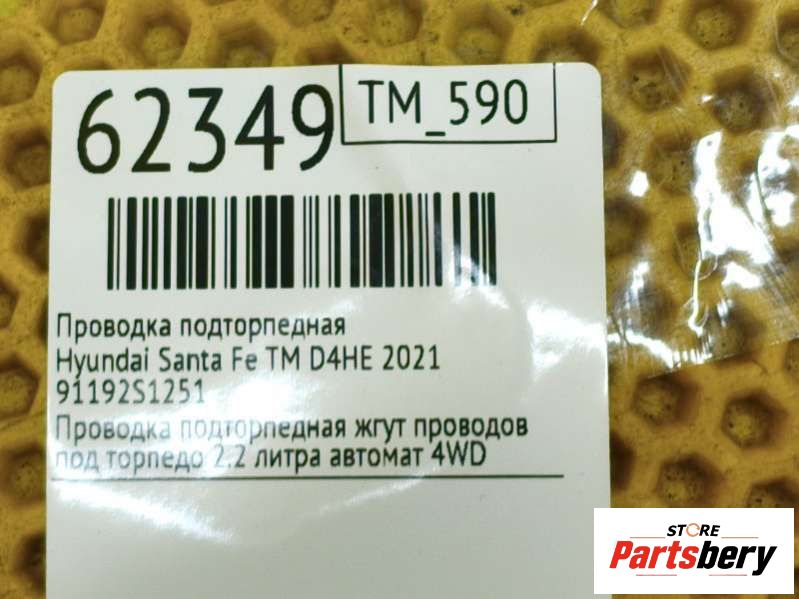 62349
TM_590
Проводка подторпедная
Hyundai Santa Fe TM D4HE 2021
91192S1251
Проводка подторпедная жгут проводов
под торпедо 2.2 литра автомат 4WD
STORE
Partsbery